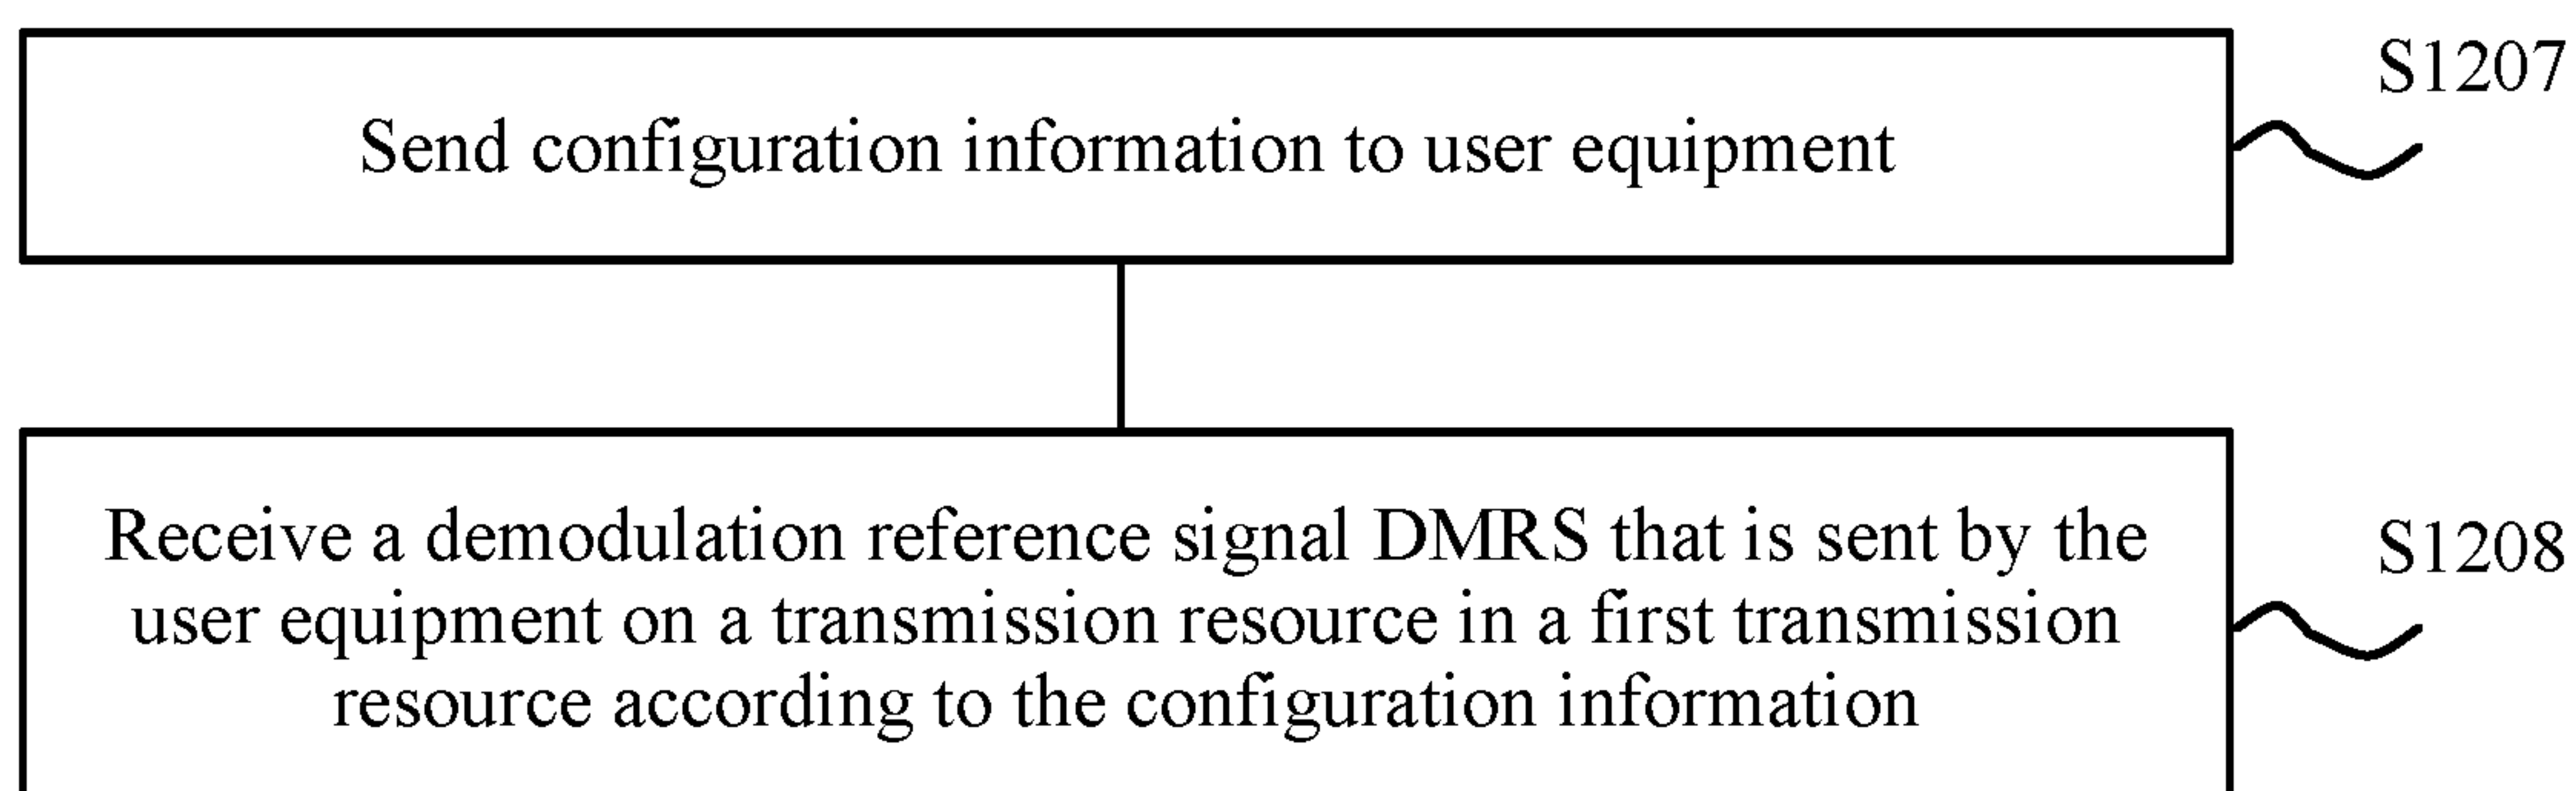 S1207
Send configuration information to user equipment
Receive a demodulation reference signal DMRS that is sent by the
S1208
user equipment on a transmission resource in a first transmission
resource according to the configuration information